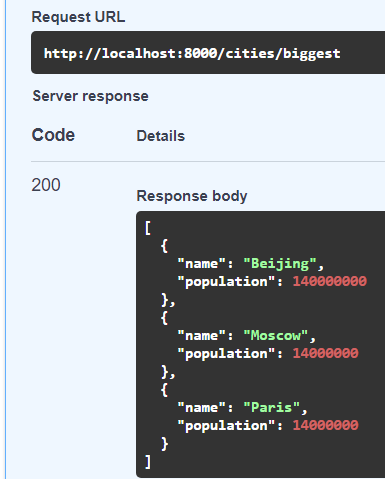 Request URL
http://localhost:8000/cities/biggest
Server response
Code Details
200
Response body
[
{
"name": "Beijing",
"population": 140000000
},
{
"name": "Moscow",
"population": 14000000
},
{
"name": "Paris",
"population": 14000000
}
]